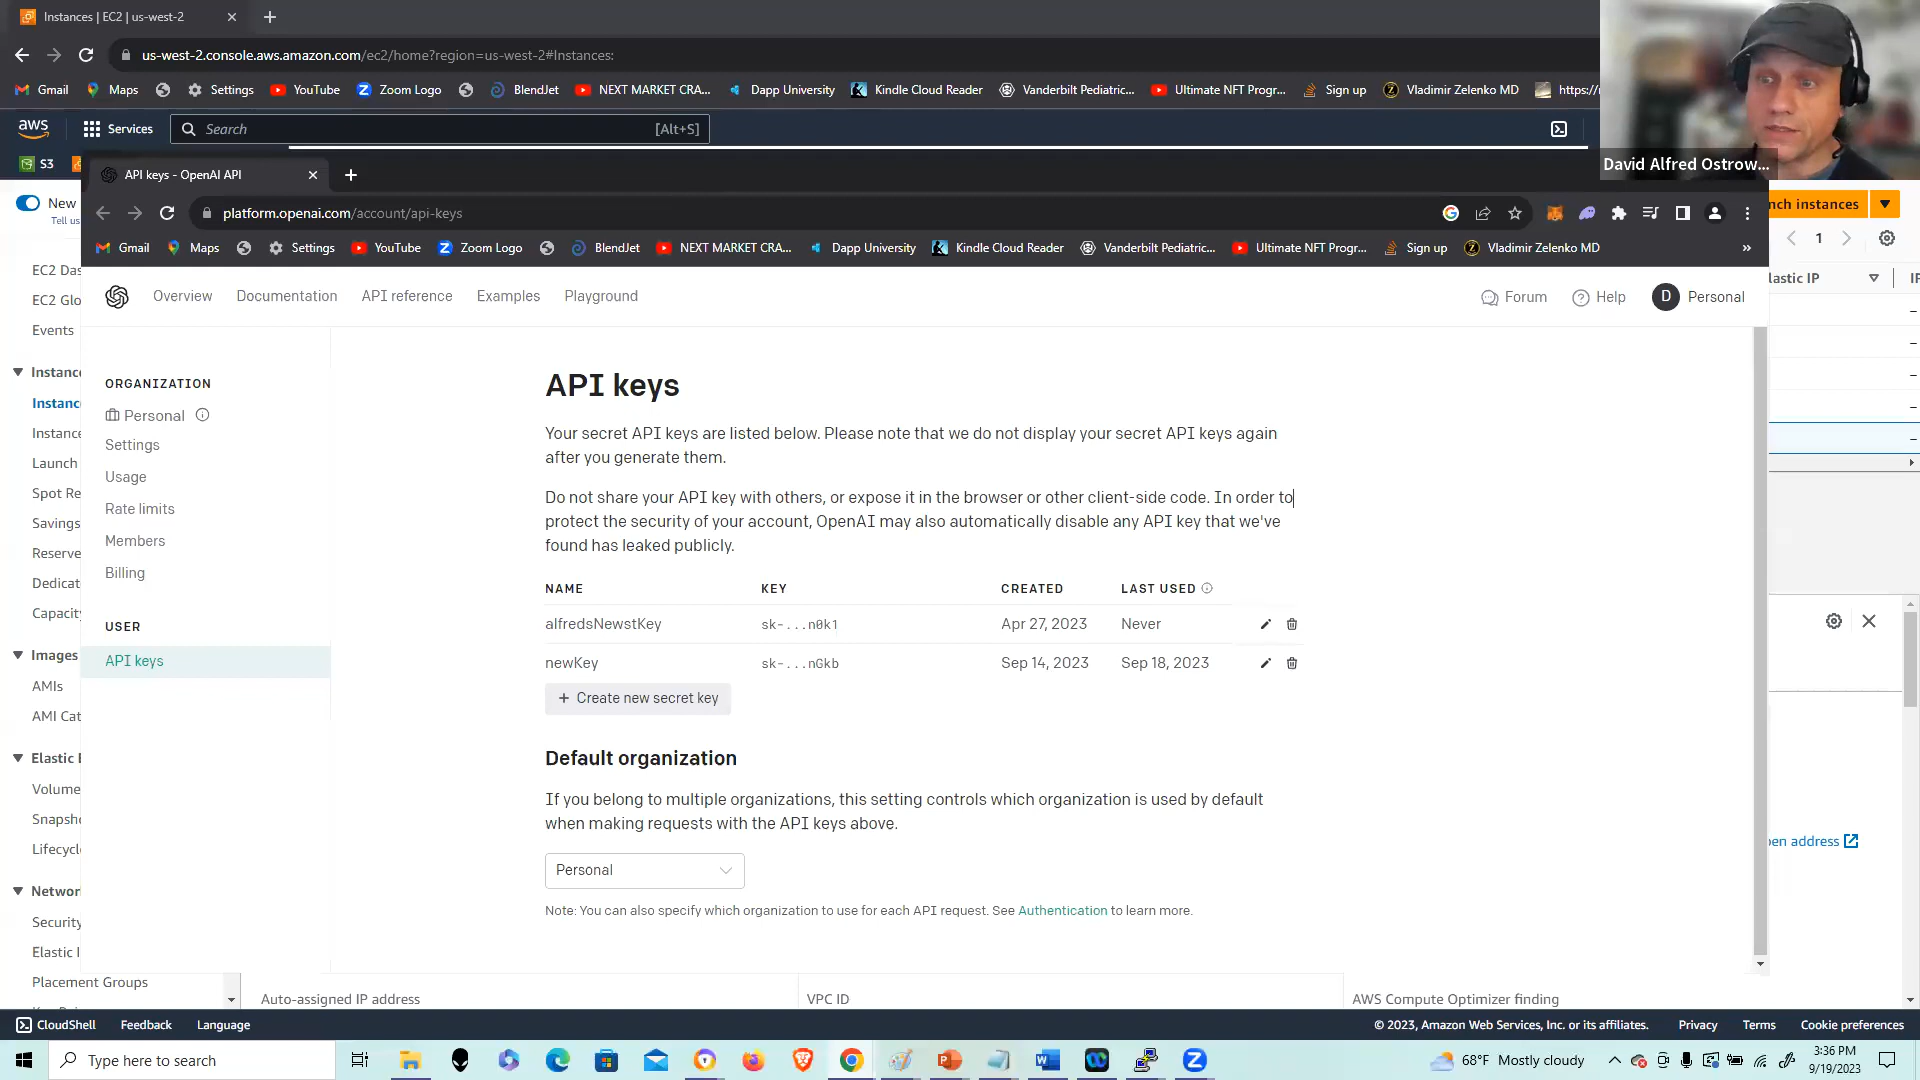 Instances | EC2 | us-west-2
us-west-2.console.aws.amazon.com/ec2/home?region=us-west-2#Instances:
Gmail Maps Settings YouTube Zoom Logo BlendJet NEXT MARKET CRA... Dapp University Kindle Cloud Reader Vanderbilt Pediatric... Ultimate NFT Progr... Sign up Vladimir Zelenko MD
aws Services Search [Alt+S]
David Alfred Ostrow...
S3
API keys - OpenAI API
New
Tell us
nch instances
platform.openai.com/account/api-keys
Gmail Maps Settings YouTube Zoom Logo BlendJet NEXT MARKET CRA... Dapp University Kindle Cloud Reader Vanderbilt Pediatric... Ultimate NFT Progr... Sign up Vladimir Zelenko MD »
1
EC2 Das
EC2 Glo
Events
Instanc
Instanc
Instance
Launch
Spot Re
Savings
Reserve
Dedicat
Capacity
Images
AMIs
AMI Cat
Elastic
Volume
Snapsh
Lifecycl
Networ
Security
Elastic I
Placement Groups
lastic IP
Overview Documentation API reference Examples Playground
Forum Help D Personal
ORGANIZATION
Personal
Settings
Usage
Rate limits
Members
Billing
USER
API keys
API keys
Your secret API keys are listed below. Please note that we do not display your secret API keys again
after you generate them.
Do not share your API key with others, or expose it in the browser or other client-side code. In order to
protect the security of your account, OpenAI may also automatically disable any API key that we've
found has leaked publicly.
NAME KEY CREATED LAST USED
alfredsNewstKey sk-...n0k1 Apr 27, 2023 Never
newKey sk-...nGkb Sep 14, 2023 Sep 18, 2023
+ Create new secret key
Default organization
If you belong to multiple organizations, this setting controls which organization is used by default
when making requests with the API keys above.
Personal
Note: You can also specify which organization to use for each API request. See Authentication to learn more.
pen address
Auto-assigned IP address VPC ID AWS Compute Optimizer finding
CloudShell Feedback Language © 2023, Amazon Web Services, Inc. or its affiliates. Privacy Terms Cookie preferences
Type here to search
68°F Mostly cloudy
3:36 PM
9/19/2023